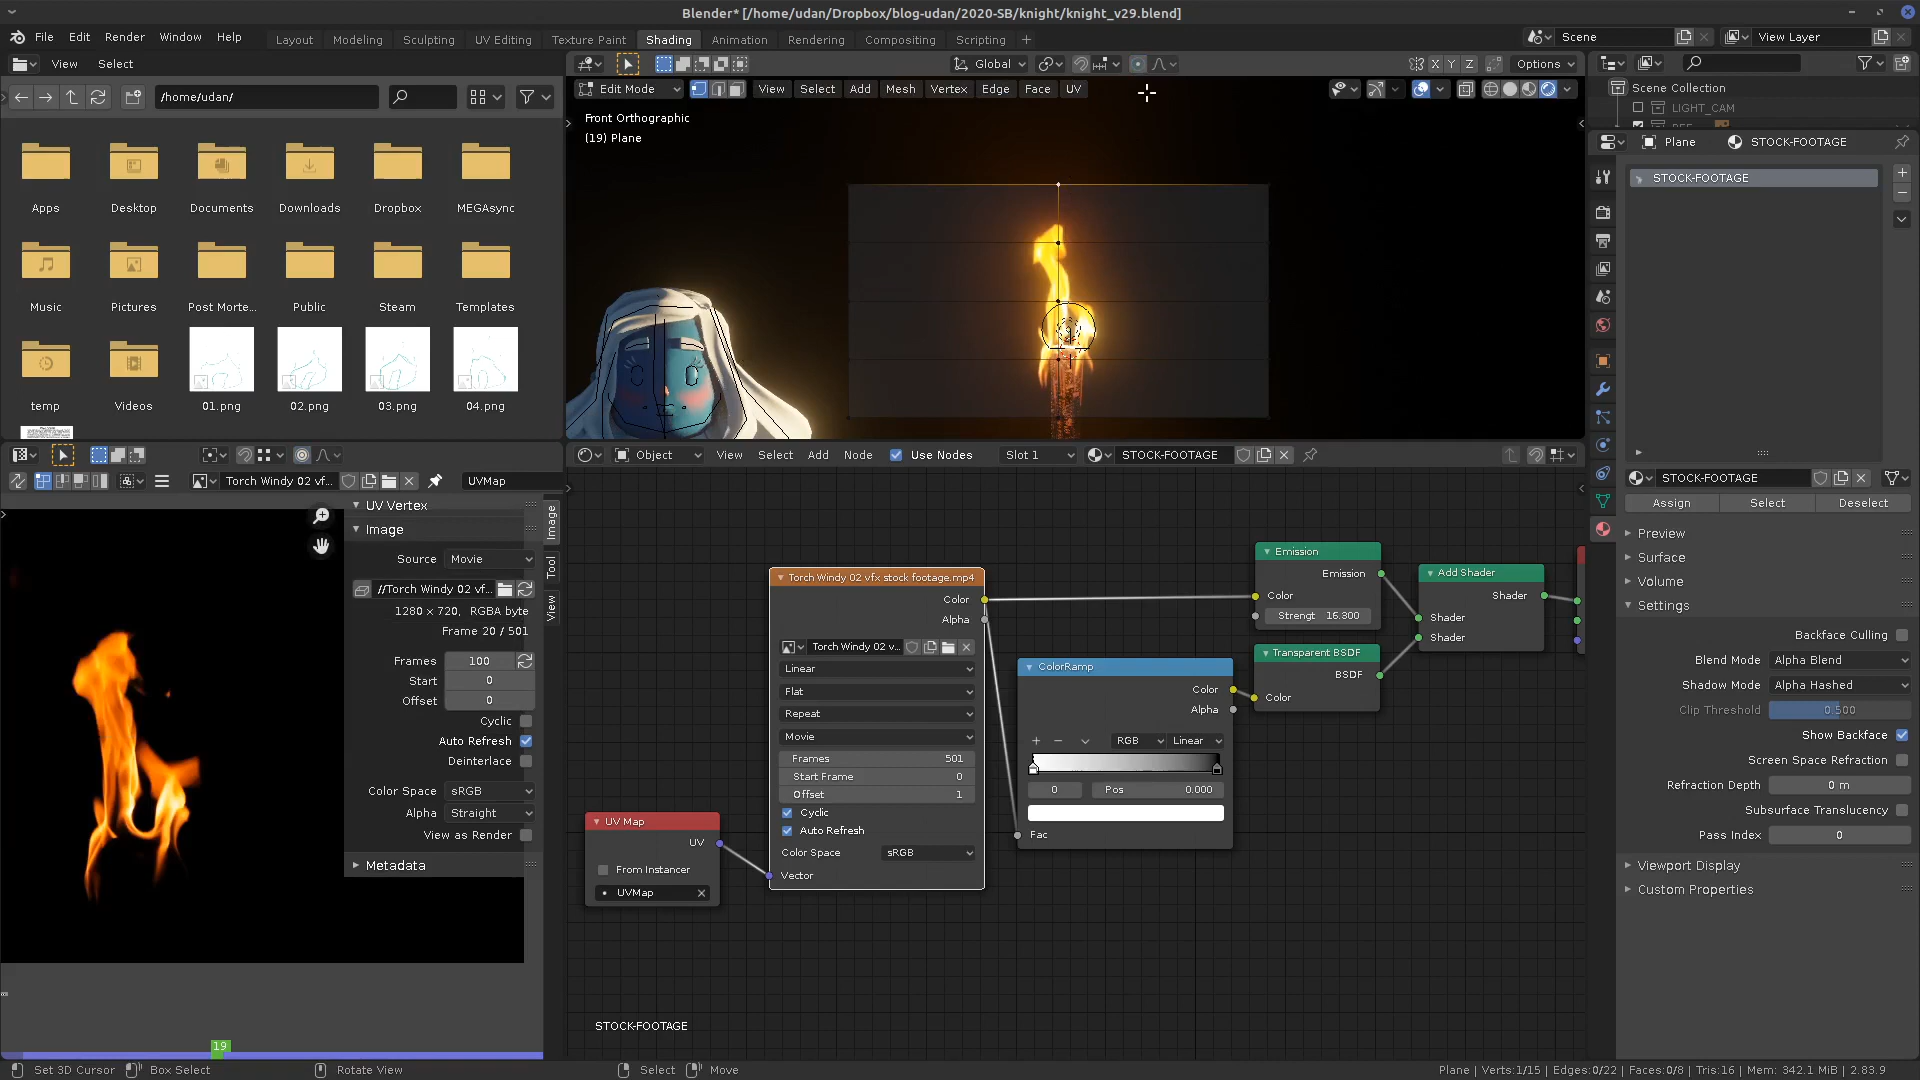 Blender* [/home/udan/Dropbox/blog-udan/2020-SB/knight/knight_v29.blend]
File Edit Render Window Help
Layout Modeling Sculpting UV Editing Texture Paint Shading Animation Rendering Compositing Scripting +
Scene
View Layer
View Select
/home/udan/
Apps Desktop Documents Downloads Dropbox MEGAsync
Music Pictures Post Morte... Public Steam Templates
temp Videos 01.png 02.png 03.png 04.png
Global
X Y Z
Options
Edit Mode
View Select Add Mesh Vertex Edge Face UV
Front Orthographic
(19) Plane
Scene Collection
LIGHT_CAM
Plane
STOCK-FOOTAGE
STOCK-FOOTAGE
STOCK-FOOTAGE
Assign Select Deselect
Preview
Surface
Volume
Settings
Backface Culling
Blend Mode Alpha Blend
Shadow Mode Alpha Hashed
Clip Threshold 0.500
Show Backface
Screen Space Refraction
Refraction Depth 0 m
Subsurface Translucency
Pass Index 0
Viewport Display
Custom Properties
Torch Windy 02 vf...
UVMap
UV Vertex
Image
Source Movie
//Torch Windy 02 vf...
1280 × 720, RGBA byte
Frame 20 / 501
Frames 100
Start 0
Offset 0
Cyclic
Auto Refresh
Deinterlace
Color Space sRGB
Alpha Straight
View as Render
Metadata
Image
Tool
View
19
Object
View Select Add Node
Use Nodes
Slot 1
STOCK-FOOTAGE
UV Map
UV
From Instancer
UVMap
Torch Windy 02 vfx stock footage.mp4
Color
Alpha
Torch Windy 02 v...
Linear
Flat
Repeat
Movie
Frames 501
Start Frame 0
Offset 1
Cyclic
Auto Refresh
Color Space sRGB
Vector
ColorRamp
Color
Alpha
RGB Linear
0 Pos 0.000
Fac
Emission
Emission
Color
Strengt 16.300
Transparent BSDF
BSDF
Color
Add Shader
Shader
Shader
Shader
STOCK-FOOTAGE
Set 3D Cursor Box Select Rotate View Select Move
Plane | Verts:1/15 | Edges:0/22 | Faces:0/8 | Tris:16 | Mem: 342.1 MiB | 2.83.9